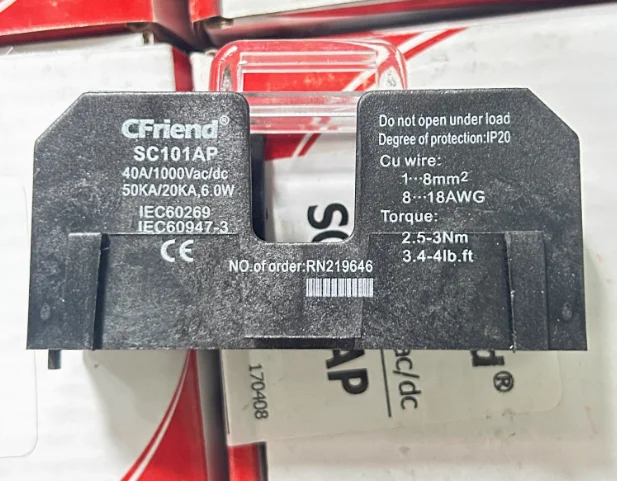 CFriend®
SC101AP
40A/1000Vac/dc
50KA/20KA,6.0W
IEC60269
IEC60947-3
CE
Do not open under load
Degree of protection:IP20
Cu wire:
1···8mm²
8···18AWG
Torque:
2.5-3Nm
3.4-4lb.ft
NO.of order:RN219646
SC
AP
ac/dc
d®
170408